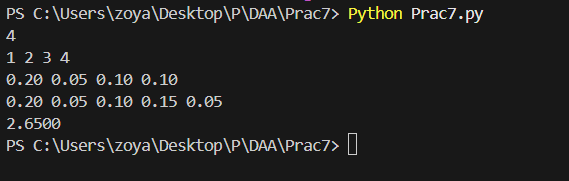 PS C:\Users\zoya\Desktop\P\DAA\Prac7> Python Prac7.py
4
1 2 3 4
0.20 0.05 0.10 0.10
0.20 0.05 0.10 0.15 0.05
2.6500
PS C:\Users\zoya\Desktop\P\DAA\Prac7>